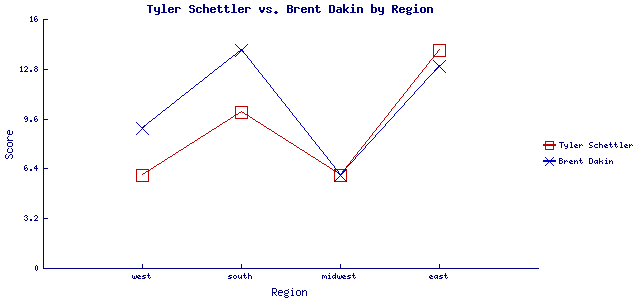 Tyler Schettler vs. Brent Dakin by Region
16
12.8
9.6
6.4
3.2
0
Score
west south midwest east
Region
Tyler Schettler
Brent Dakin